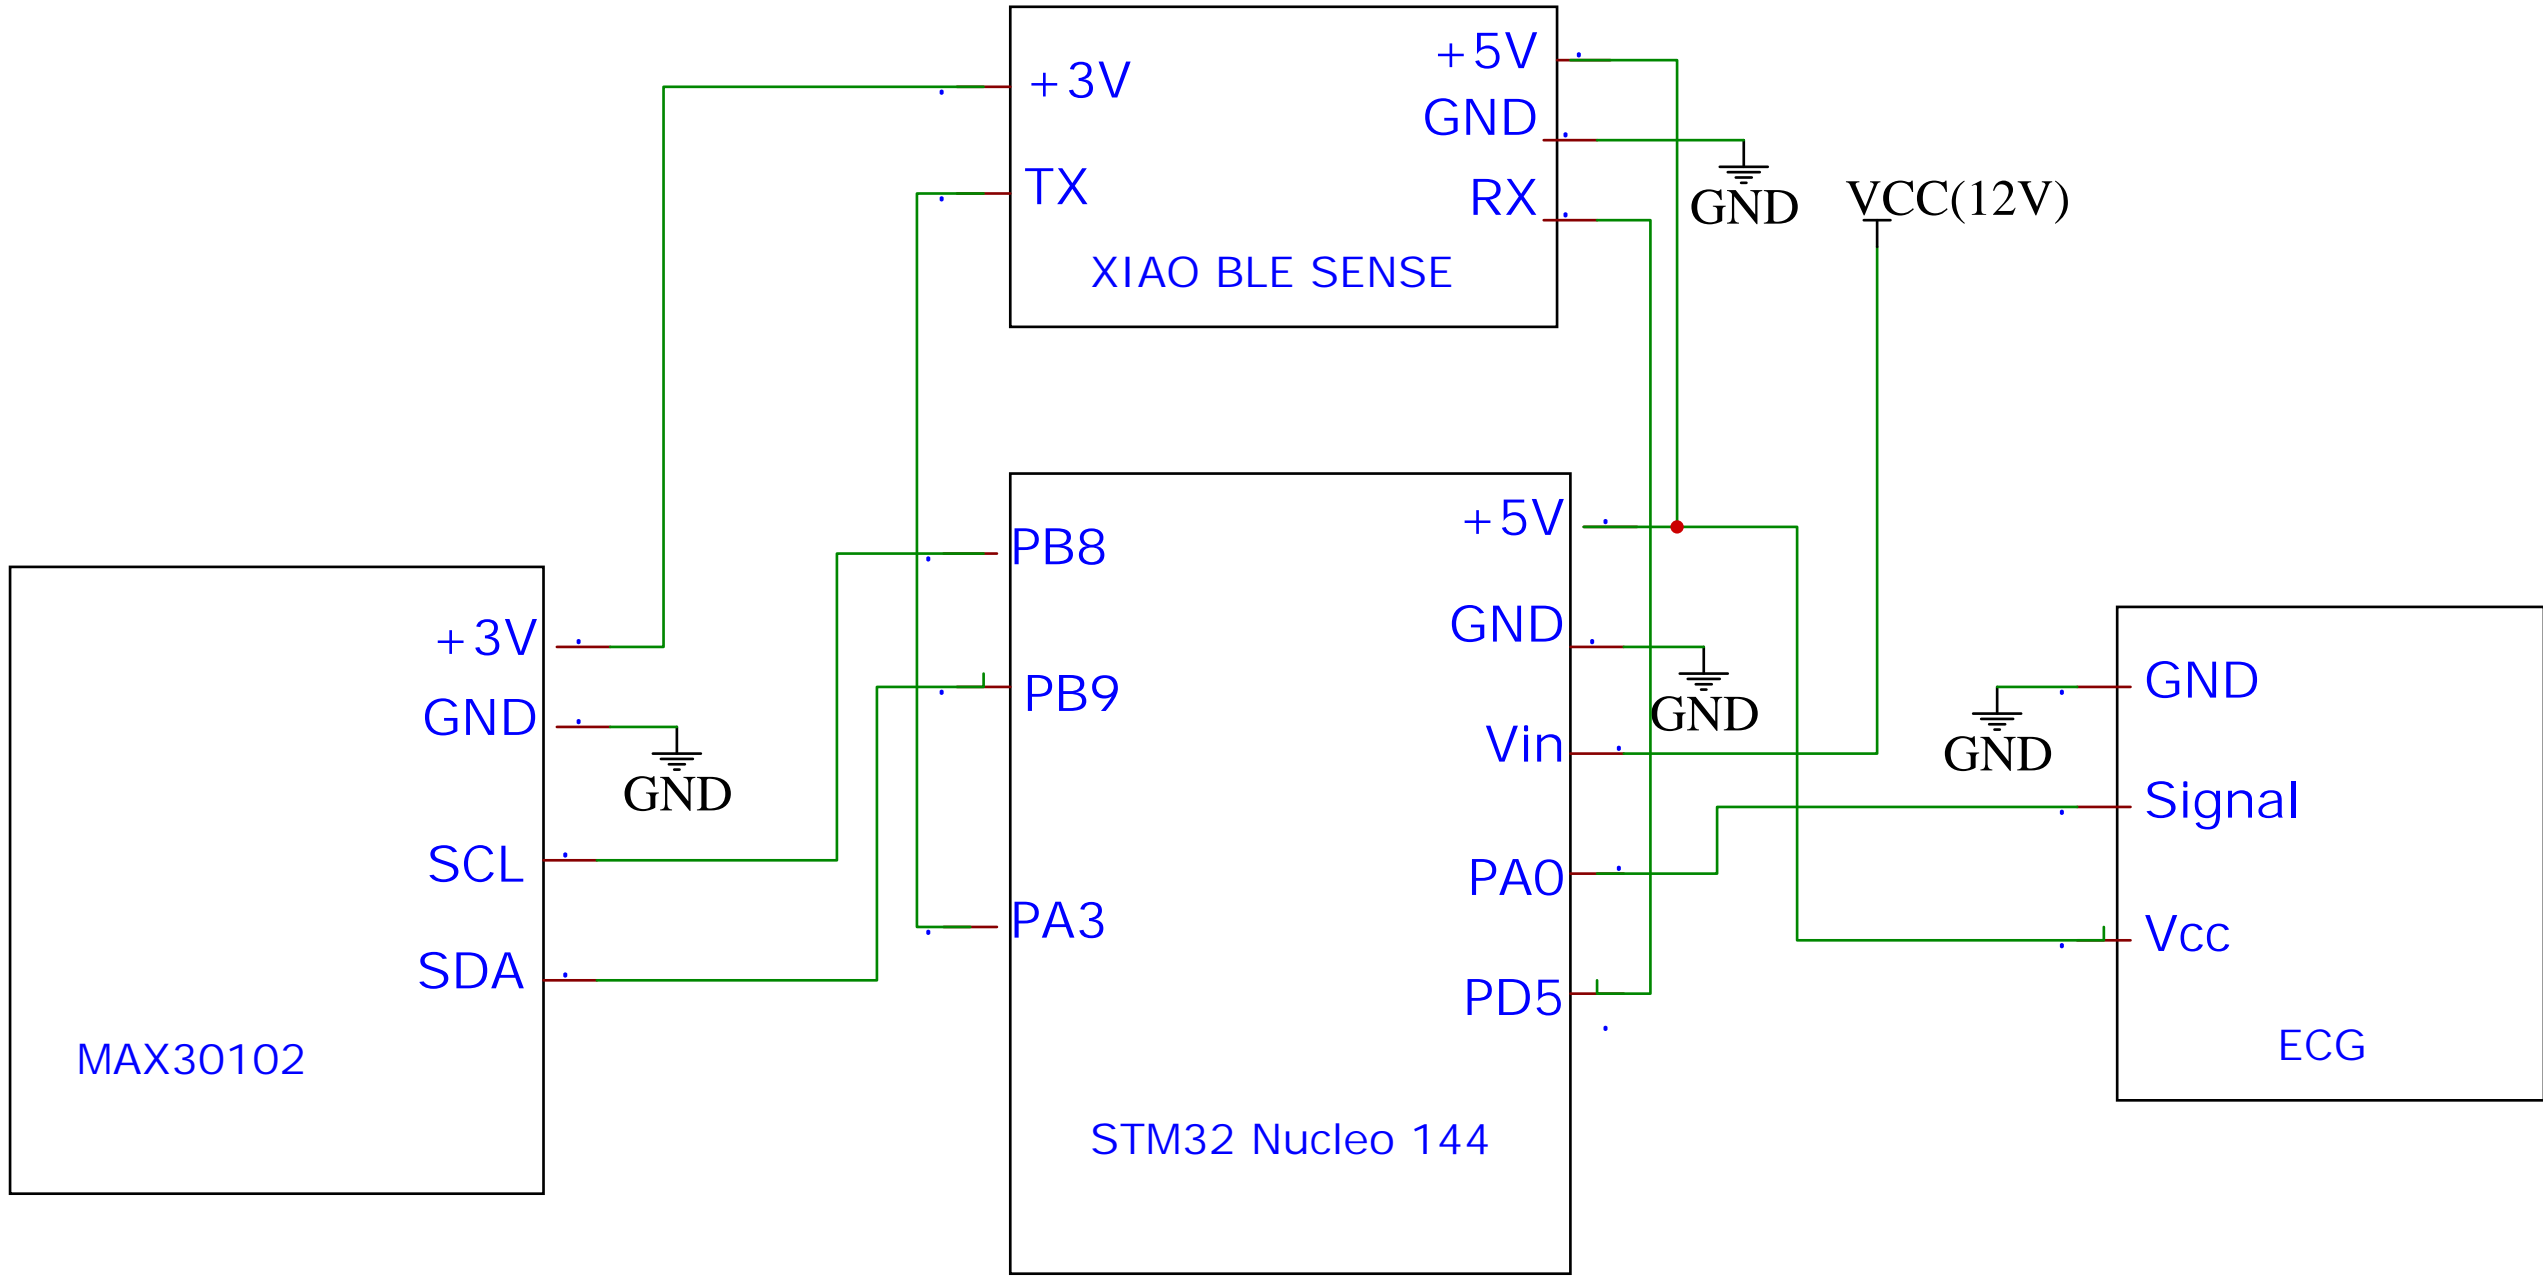 +3V
TX
+5V
GND
RX
XIAO BLE SENSE
GND
VCC(12V)
+3V
GND
SCL
SDA
MAX30102
GND
PB8
PB9
PA3
+5V
GND
Vin
PA0
PD5
STM32 Nucleo 144
GND
GND
Signal
Vcc
ECG
GND